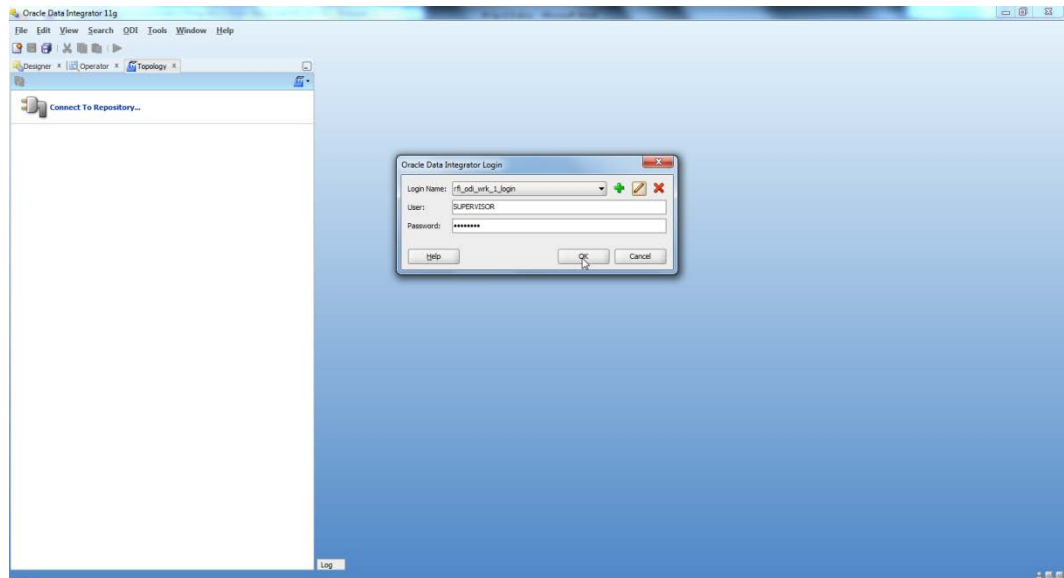 Oracle Data Integrator 11g
File Edit View Search ODI Tools Window Help
Designer Operator Topology
Connect To Repository...
Oracle Data Integrator Login
Login Name: rfi_odi_wrk_1_login
User: SUPERVISOR
Password: ••••••••
Help OK Cancel
Log